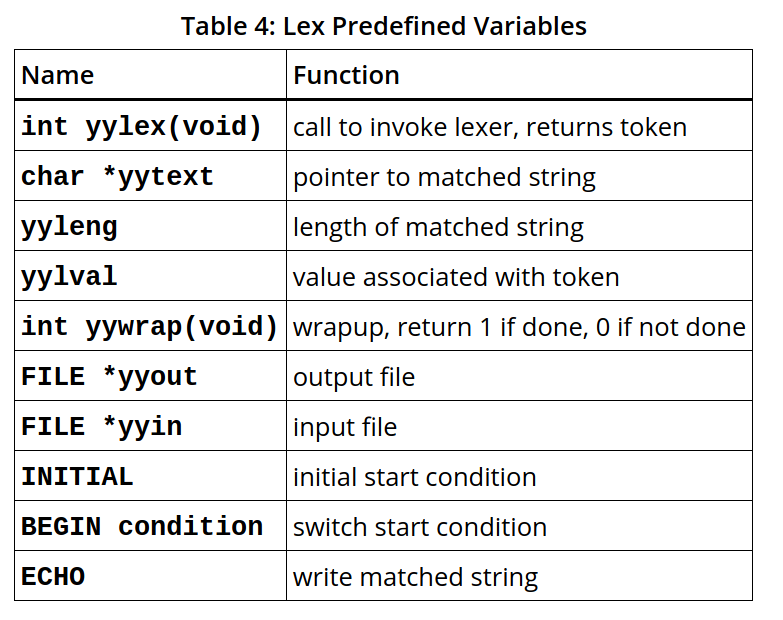 Table 4: Lex Predefined Variables
Name Function
int yylex(void) call to invoke lexer, returns token
char *yytext pointer to matched string
yyleng length of matched string
yylval value associated with token
int yywrap(void) wrapup, return 1 if done, 0 if not done
FILE *yyout output file
FILE *yyin input file
INITIAL initial start condition
BEGIN condition switch start condition
ECHO write matched string